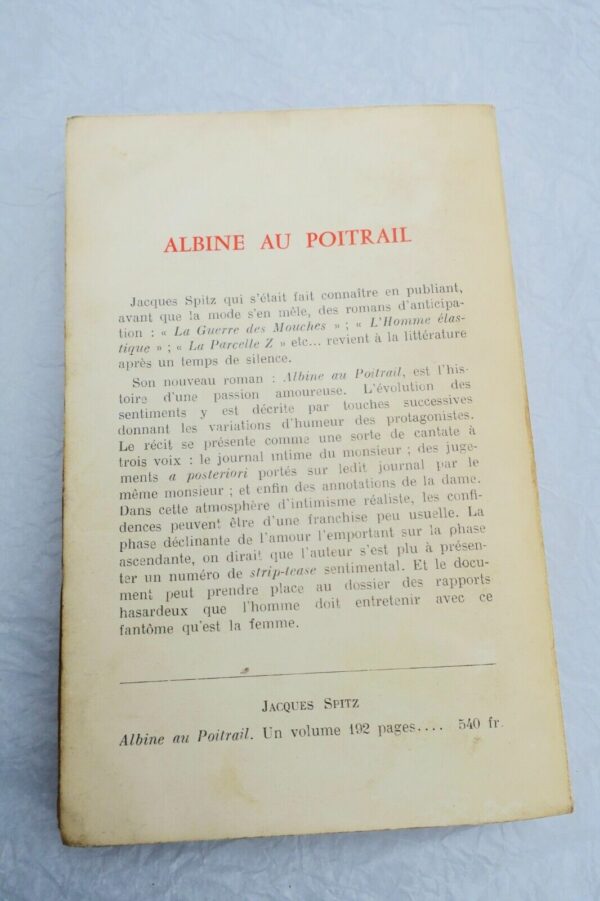 ALBINE AU POITRAIL
Jacques Spitz qui s'était fait connaître en publiant,
avant que la mode s'en mêle, des romans d'anticipa-
tion : « La Guerre des Mouches » ; « L'Homme élas-
tique » ; « La Parcelle Z » etc... revient à la littérature
après un temps de silence.
Son nouveau roman : Albine au Poitrail, est l'his-
toire d'une passion amoureuse. L'évolution des
sentiments y est décrite par touches successives
donnant les variations d'humeur des protagonistes.
Le récit se présente comme une sorte de cantate à
trois voix : le journal intime du monsieur ; des juge-
ments a posteriori portés sur ledit journal par le
même monsieur ; et enfin des annotations de la dame.
Dans cette atmosphère d'intimisme réaliste, les confi-
dences peuvent être d'une franchise peu usuelle. La
phase déclinante de l'amour l'emportant sur la phase
ascendante, on dirait que l'auteur s'est plu à présen-
ter un numéro de strip-tease sentimental. Et le docu-
ment peut prendre place au dossier des rapports
hasardeux que l'homme doit entretenir avec ce
fantôme qu'est la femme.
JACQUES SPITZ
Albine au Poitrail. Un volume 192 pages.... 540 fr.